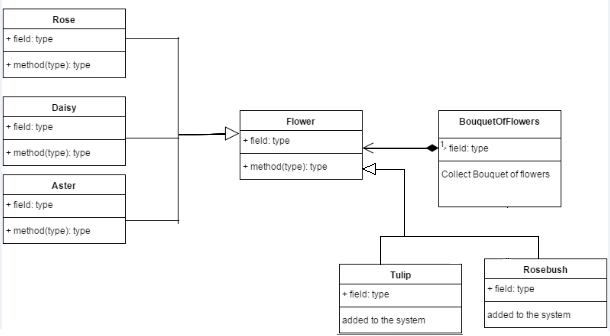 Rose
+ field: type
+ method(type): type
Daisy
+ field: type
+ method(type): type
Aster
+ field: type
+ method(type): type
Flower
+ field: type
+ method(type): type
BouquetOfFlowers
1
field: type
Collect Bouquet of flowers
Tulip
+ field: type
added to the system
Rosebush
+ field: type
added to the system